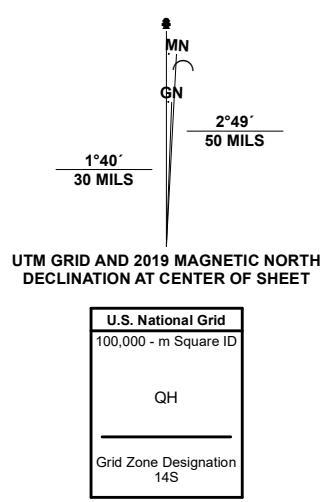 MN
GN
2°49´
50 MILS
1°40´
30 MILS
UTM GRID AND 2019 MAGNETIC NORTH
DECLINATION AT CENTER OF SHEET
U.S. National Grid
100,000 - m Square ID
QH
Grid Zone Designation
14S